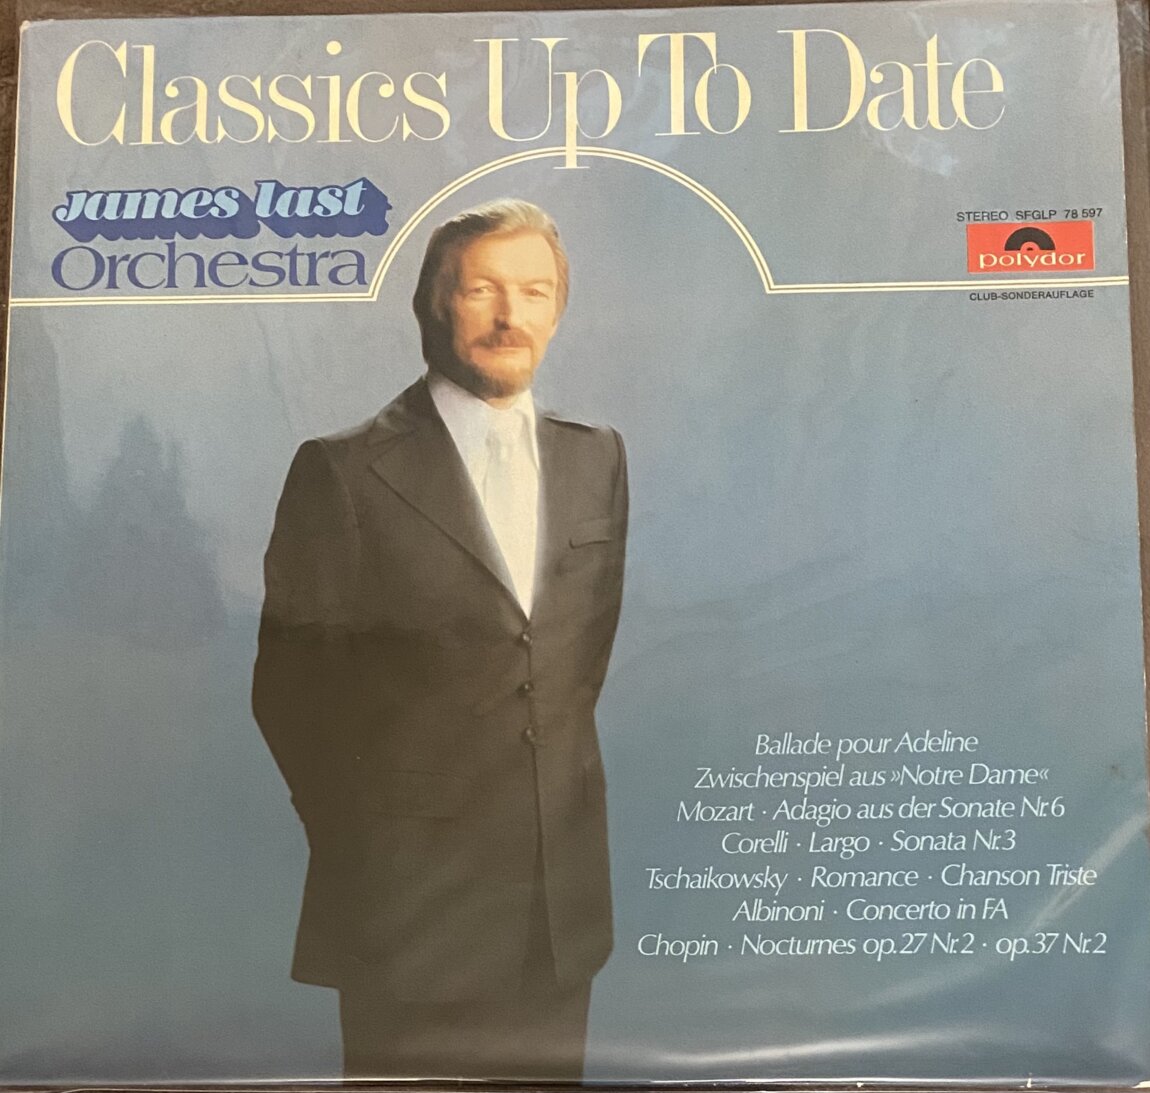 Classics Up To Date
james last
Orchestra
STEREO SFGLP 78 597
polydor
CLUB-SONDERAUFLAGE
Ballade pour Adeline
Zwischenspiel aus »Notre Dame«
Mozart · Adagio aus der Sonate Nr.6
Corelli · Largo · Sonata Nr.3
Tschaikowsky · Romance · Chanson Triste
Albinoni · Concerto in FA
Chopin · Nocturnes op.27 Nr.2 · op.37 Nr.2